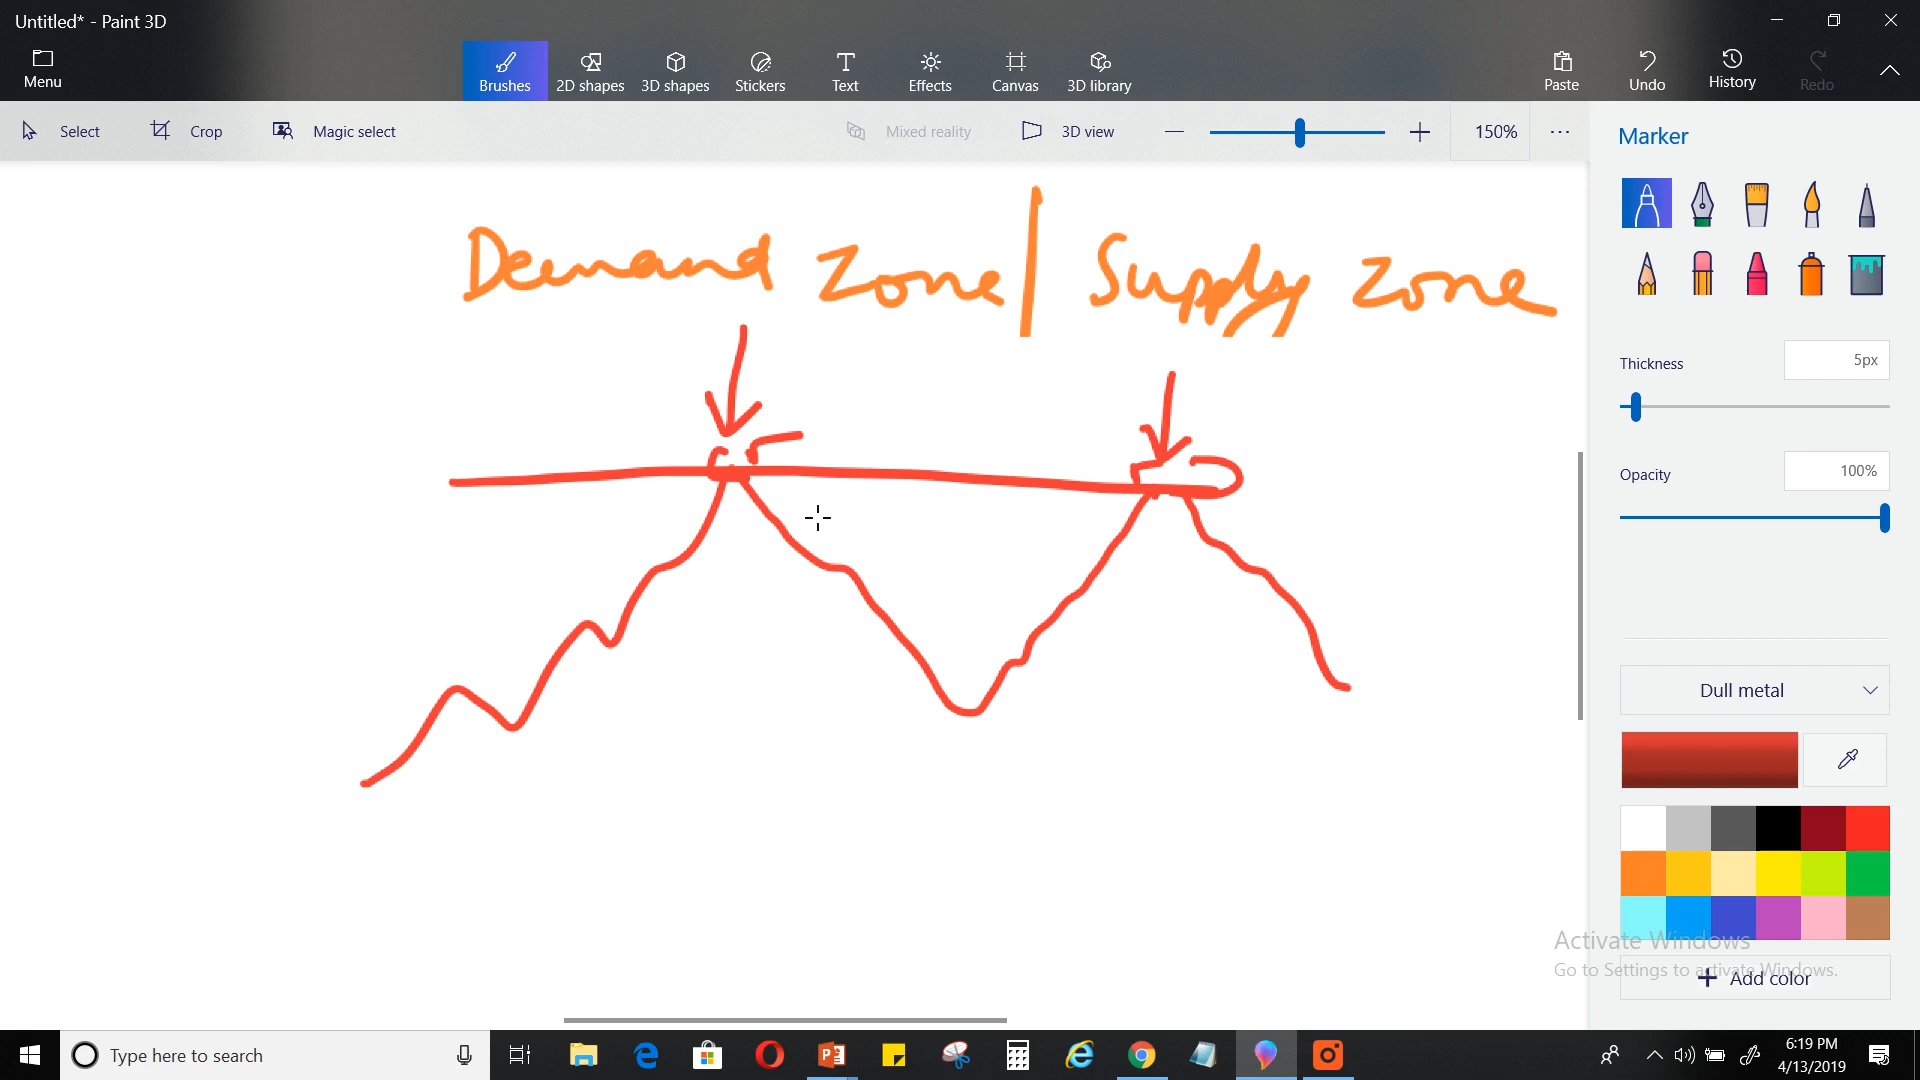 Untitled* - Paint 3D
Menu
Brushes
2D shapes
3D shapes
Stickers
Text
Effects
Canvas
3D library
Paste
Undo
History
Redo
Select
Crop
Magic select
Mixed reality
3D view
150%
Marker
Demand Zone | Supply Zone
Thickness
5px
Opacity
100%
Dull metal
Activate Windows
Go to Settings to activate Windows.
Add color
Type here to search
6:19 PM
4/13/2019